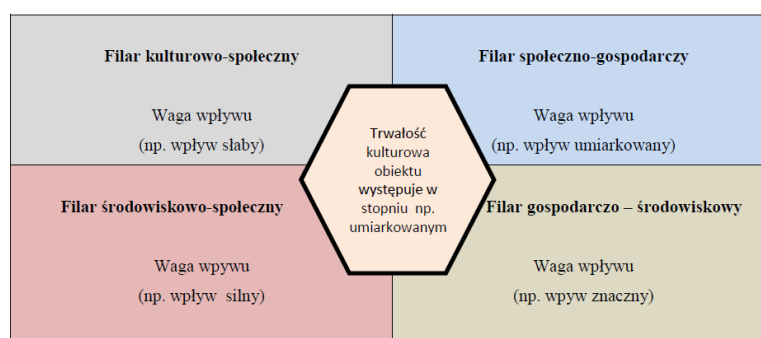 Filar kulturowo-społeczny
Waga wpływu
(np. wpływ słaby)
Filar społeczno-gospodarczy
Waga wpływu
(np. wpływ umiarkowany)
Trwałość
kulturowa
obiektu
występuje w
stopniu np.
umiarkowanym
Filar środowiskowo-społeczny
Waga wpywu
(np. wpływ silny)
Filar gospodarczo – środowiskowy
Waga wpływu
(np. wpyw znaczny)